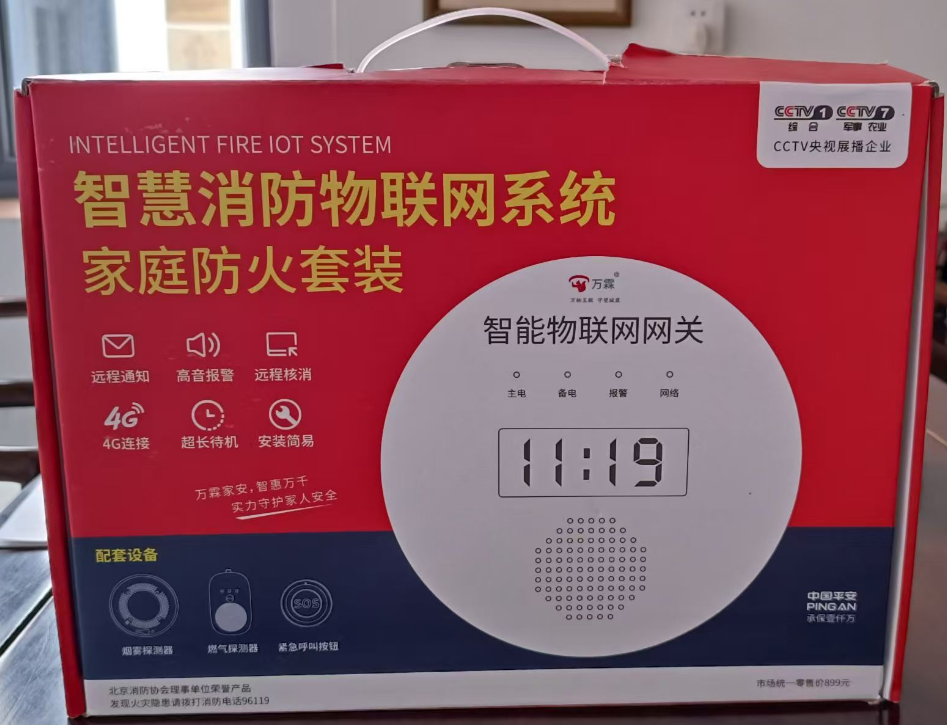 CCTV 1 CCTV 7
综合 军事 农业
CCTV央视展播企业
INTELLIGENT FIRE IOT SYSTEM
智慧消防物联网系统
家庭防火套装
远程通知 高音报警 远程核消
4G
4G连接 超长待机 安装简易
万霖家安，智惠万千
实力守护家人安全
万霖
智能物联网网关
主电 备电 报警 网络
11:19
配套设备
SOS
烟雾探测器 燃气探测器 紧急呼叫按钮
中国平安
PING AN
承保壹仟万
北京消防协会理事单位荣誉产品
发现火灾隐患请拨打消防电话96119
市场统一零售价899元